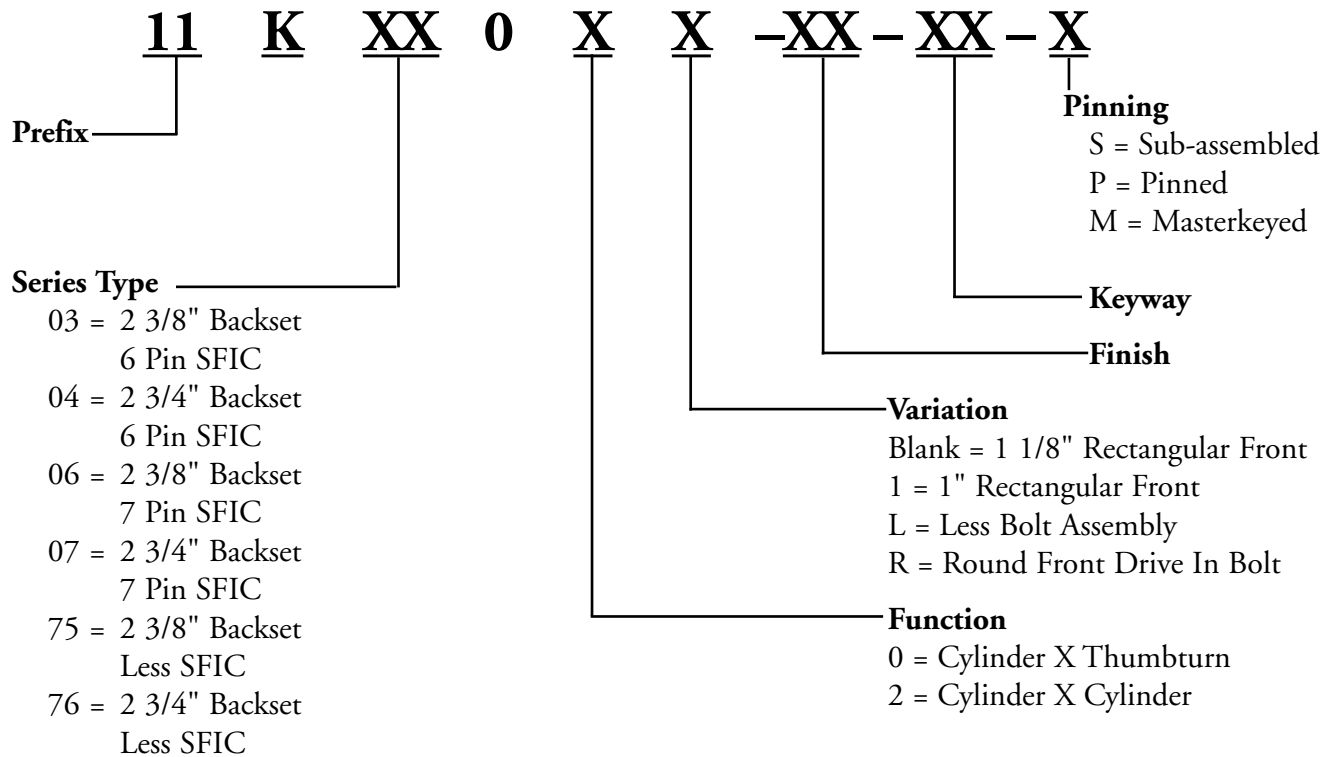 11 K XX 0 X X –XX – XX – X
Prefix
Pinning
S = Sub-assembled
P = Pinned
M = Masterkeyed
Series Type
03 = 2 3/8" Backset
6 Pin SFIC
04 = 2 3/4" Backset
6 Pin SFIC
06 = 2 3/8" Backset
7 Pin SFIC
07 = 2 3/4" Backset
7 Pin SFIC
75 = 2 3/8" Backset
Less SFIC
76 = 2 3/4" Backset
Less SFIC
Keyway
Finish
Variation
Blank = 1 1/8" Rectangular Front
1 = 1" Rectangular Front
L = Less Bolt Assembly
R = Round Front Drive In Bolt
Function
0 = Cylinder X Thumbturn
2 = Cylinder X Cylinder